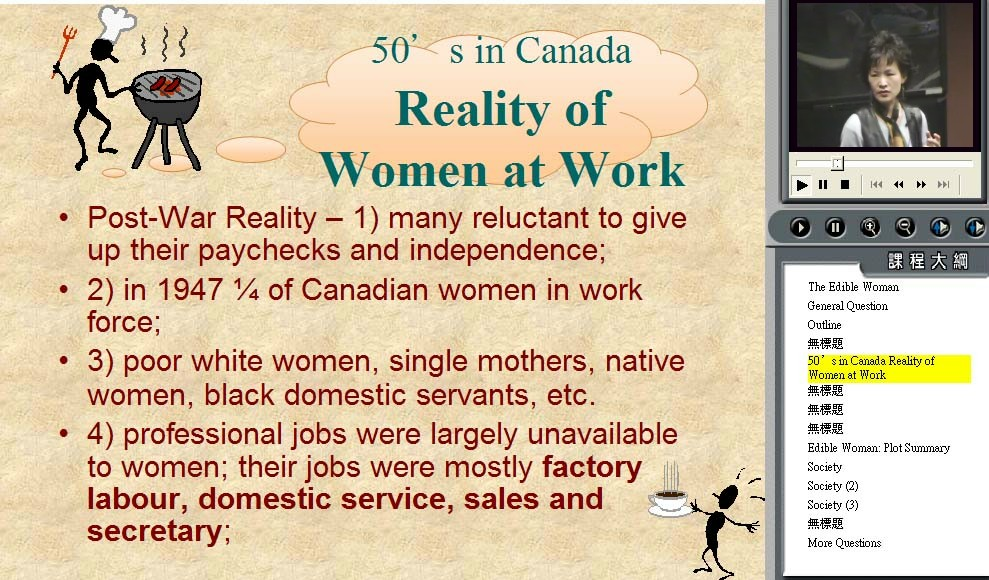 50’s in Canada
Reality of
Women at Work
• Post-War Reality – 1) many reluctant to give
up their paychecks and independence;
• 2) in 1947 ¼ of Canadian women in work
force;
• 3) poor white women, single mothers, native
women, black domestic servants, etc.
• 4) professional jobs were largely unavailable
to women; their jobs were mostly factory
labour, domestic service, sales and
secretary;
課程大綱
The Edible Woman
General Question
Outline
無標題
50’s in Canada Reality of
Women at Work
無標題
無標題
無標題
Edible Woman: Plot Summary
Society
Society (2)
Society (3)
無標題
More Questions